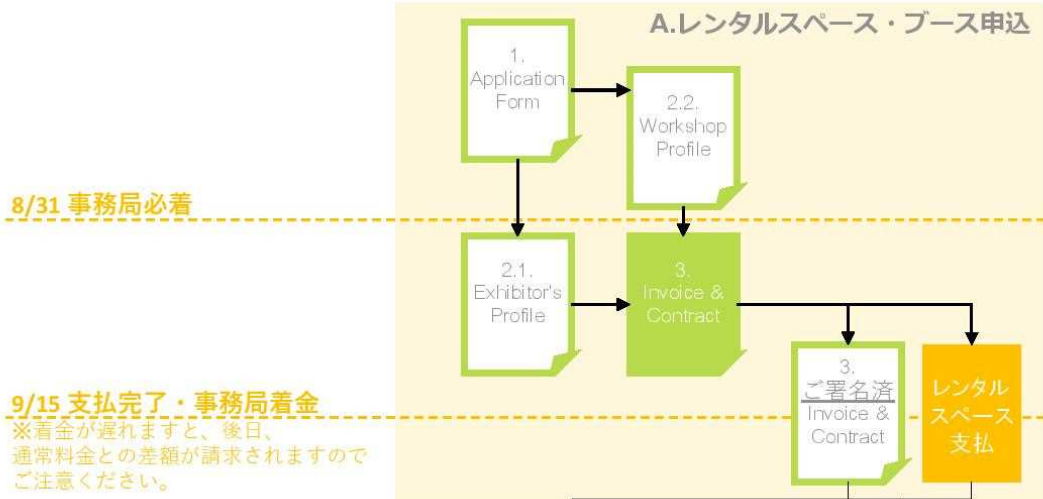 A.レンタルスペース・ブース申込
1.
Application
Form
2.2.
Workshop
Profile
8/31 事務局必着
2.1.
Exhibitor's
Profile
3.
Invoice &
Contract
3.
ご署名済
Invoice &
Contract
レンタル
スペース
支払
9/15 支払完了・事務局着金
※着金が遅れますと、後日、
通常料金との差額が請求されますので
ご注意ください。